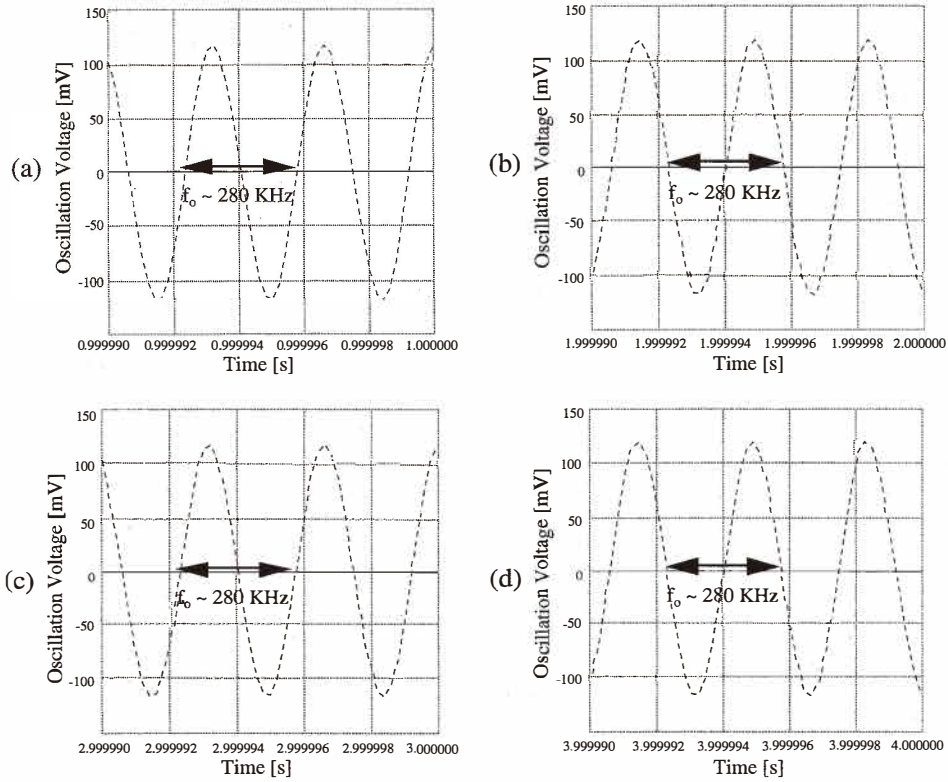 (a)
Oscillation Voltage [mV]
150
100
50
0
-50
-100
f₀ ~ 280 KHz
0.999990 0.999992 0.999994 0.999996 0.999998 1.000000
Time [s]
(b)
Oscillation Voltage [mV]
150
100
50
0
-50
-100
f₀ ~ 280 KHz
1.999990 1.999992 1.999994 1.999996 1.999998 2.000000
Time [s]
(c)
Oscillation Voltage [mV]
150
100
50
0
-50
-100
f₀ ~ 280 KHz
2.999990 2.999992 2.999994 2.999996 2.999998 3.000000
Time [s]
(d)
Oscillation Voltage [mV]
150
100
50
0
-50
-100
f₀ ~ 280 KHz
3.999990 3.999992 3.999994 3.999996 3.999998 4.000000
Time [s]